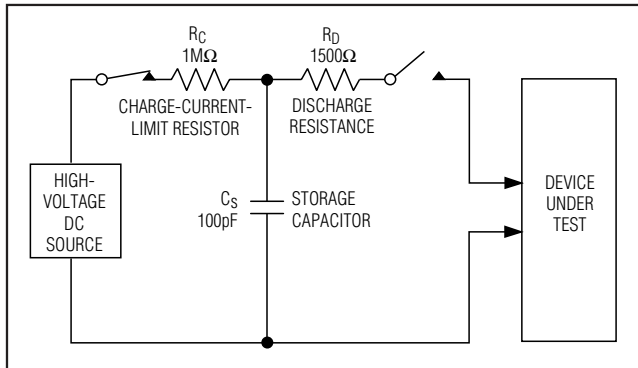 R_C
1MΩ
CHARGE-CURRENT-
LIMIT RESISTOR
R_D
1500Ω
DISCHARGE
RESISTANCE
HIGH-
VOLTAGE
DC
SOURCE
C_S
100pF
STORAGE
CAPACITOR
DEVICE
UNDER
TEST